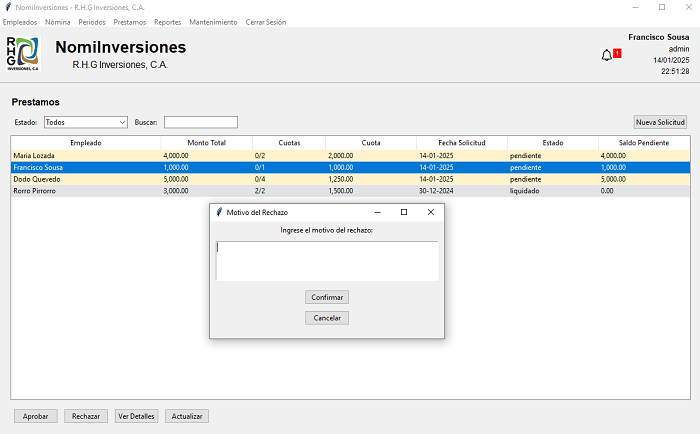 NomiInversiones - R.H.G Inversiones, C.A.
Empleados Nómina Periodos Prestamos Reportes Mantenimiento Cerrar Sesión
RHG
INVERSIONES, C.A
NomiInversiones
R.H.G Inversiones, C.A.
1
Francisco Sousa
admin
14/01/2025
22:51:28
Prestamos
Estado: Todos Buscar: Nueva Solicitud
Empleado Monto Total Cuotas Cuota Fecha Solicitud Estado Saldo Pendiente
Maria Lozada 4,000.00 0/2 2,000.00 14-01-2025 pendiente 4,000.00
Francisco Sousa 1,000.00 0/1 1,000.00 14-01-2025 pendiente 1,000.00
Dodo Quevedo 5,000.00 0/4 1,250.00 14-01-2025 pendiente 5,000.00
Rorro Pirrorro 3,000.00 2/2 1,500.00 30-12-2024 liquidado 0.00
Motivo del Rechazo
Ingrese el motivo del rechazo:
Confirmar
Cancelar
Aprobar Rechazar Ver Detalles Actualizar